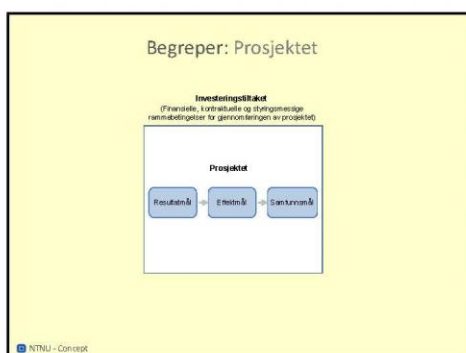 Begreper: Prosjektet
Investeringstiltaket
(Finansielle, kontraktuelle og styringsmessige
rammebetingelser for gjennomføringen av prosjektet)
Prosjektet
Resultatmål
Effektmål
Samfunnsmål
NTNU - Concept